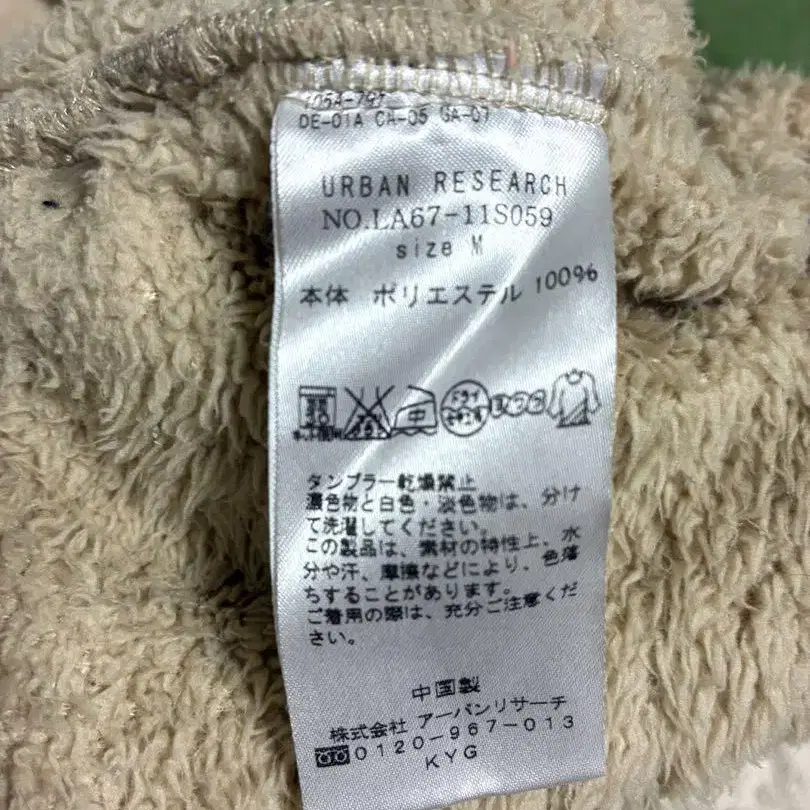 DE-01A CA-05 GA-07
URBAN RESEARCH
NO.LA67-11S059
size M
本体 ポリエステル 100%
中
ドライ
タンブラー乾燥禁止
濃色物と白色・淡色物は、分け
て洗濯してください。
この製品は、素材の特性上、水
分や汗、摩擦などにより、色落
ちすることがあります。
ご着用の際は、充分ご注意くだ
さい。
中国製
株式会社 アーバンリサーチ
0120-967-013
KYG